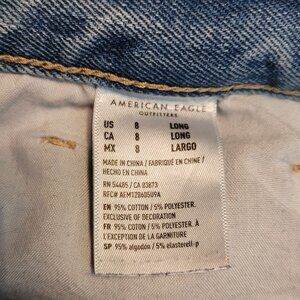 AMERICAN EAGLE
OUTFITTERS
US 8 LONG
CA 8 LONG
MX 8 LARGO
MADE IN CHINA / FABRIQUÉ EN CHINE /
HECHO EN CHINA
RN 54485 / CA 03873
REC# AEM12060509A
EN 95% COTTON / 5% POLYESTER.
EXCLUSIVE OF DECORATION
FR 95% COTON / 5% POLYESTER. À
L'EXCEPTION DE LA GARNITURE
SP 95% algodón / 5% elasterell-p